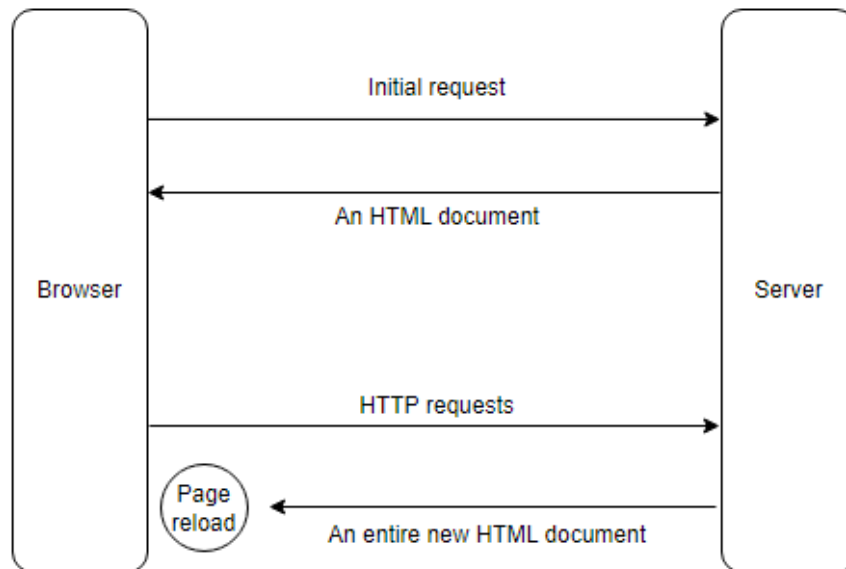 Initial request
An HTML document
Browser
Server
HTTP requests
Page
reload
An entire new HTML document